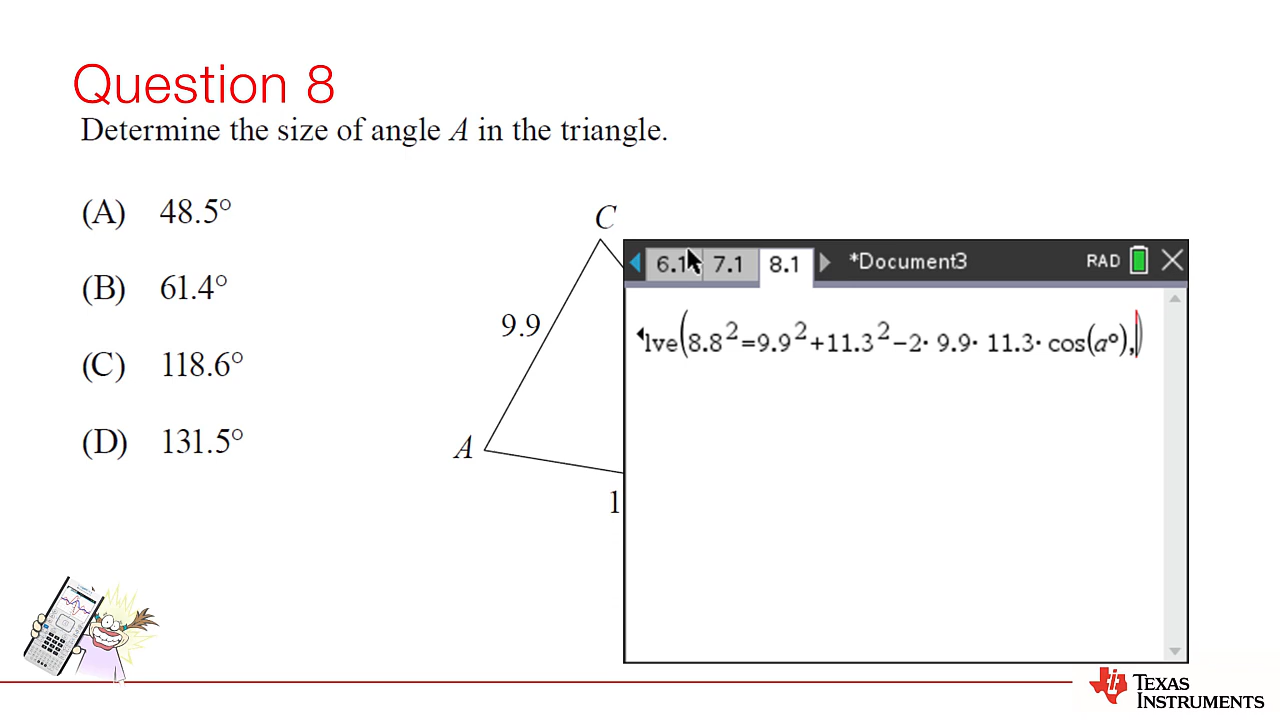 Question 8
Determine the size of angle A in the triangle.
(A) 48.5°
(B) 61.4°
(C) 118.6°
(D) 131.5°
C
9.9
A
1
6.1 7.1 8.1 *Document3 RAD
lve(8.8²=9.9²+11.3²−2· 9.9· 11.3· cos(a°),)
TEXAS
INSTRUMENTS